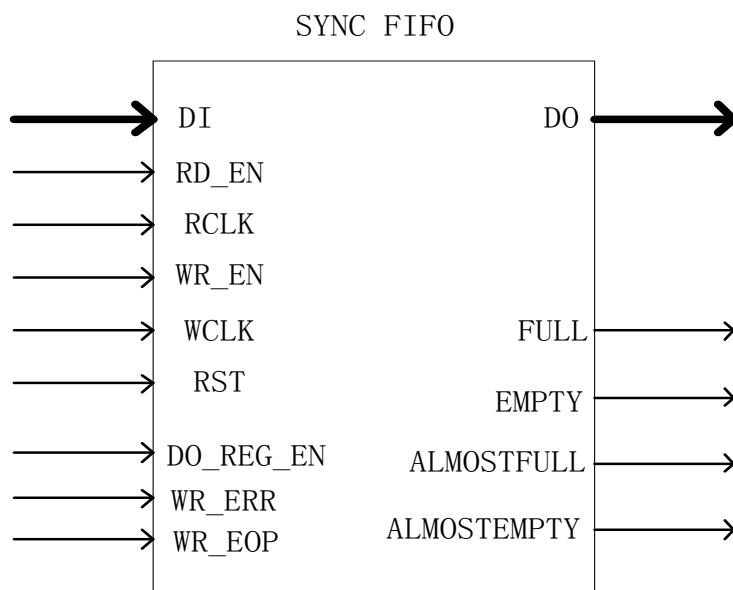 SYNC FIFO
DI
DO
RD_EN
RCLK
WR_EN
WCLK
FULL
RST
EMPTY
DO_REG_EN
ALMOSTFULL
WR_ERR
ALMOSTEMPTY
WR_EOP